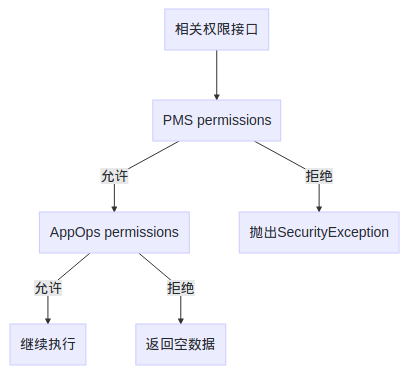 相关权限接口
PMS permissions
允许
拒绝
AppOps permissions
抛出SecurityException
允许
拒绝
继续执行
返回空数据